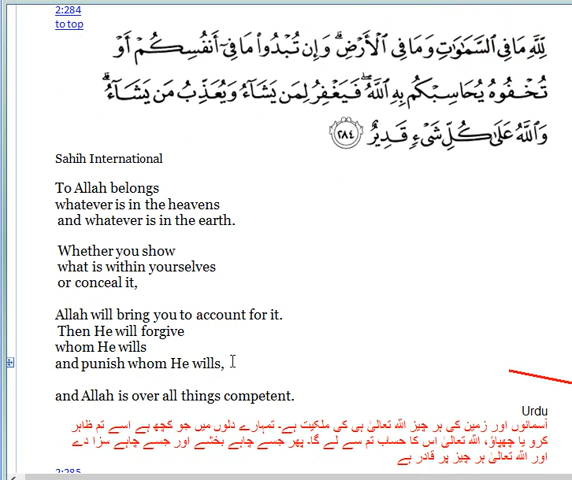 2:284
to top
لِلَّهِ مَا فِي السَّمَٰوَٰتِ وَمَا فِي الْأَرْضِ ۗ وَإِن تُبْدُوا مَا فِي أَنفُسِكُمْ أَوْ
تُخْفُوهُ يُحَاسِبْكُم بِهِ اللَّهُ ۖ فَيَغْفِرُ لِمَن يَشَاءُ وَيُعَذِّبُ مَن يَشَاءُ ۗ
وَاللَّهُ عَلَىٰ كُلِّ شَيْءٍ قَدِيرٌ ٢٨٤
Sahih International
To Allah belongs
whatever is in the heavens
and whatever is in the earth.
Whether you show
what is within yourselves
or conceal it,
Allah will bring you to account for it.
Then He will forgive
whom He wills
and punish whom He wills,
and Allah is over all things competent.
Urdu
آسمانوں اور زمین کی ہر چیز اللہ تعالیٰ ہی کی ملکیت ہے۔ تمہارے دلوں میں جو کچھ ہے اسے تم ظاہر
کرو یا چھپاؤ، اللہ تعالیٰ اس کا حساب تم سے لے گا۔ پھر جسے چاہے بخشے اور جسے چاہے سزا دے
اور اللہ تعالیٰ ہر چیز پر قادر ہے
2:285